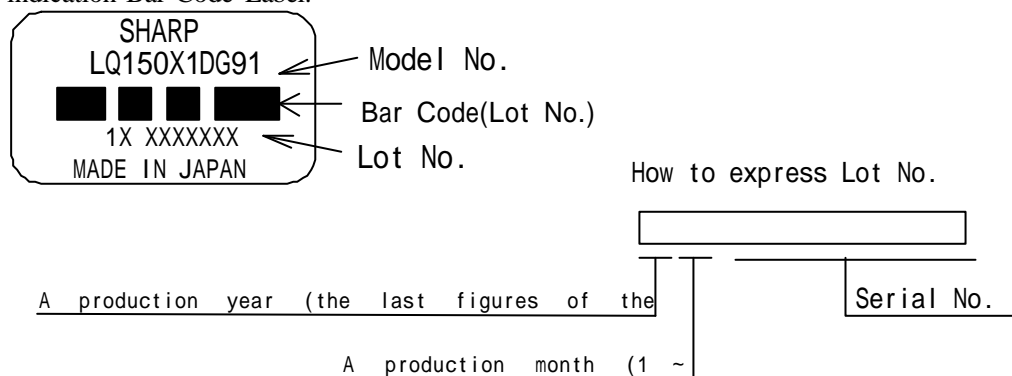 indication Bar Code Label.
SHARP
LQ150X1DG91
Model No.
Bar Code(Lot No.)
1X XXXXXXX
Lot No.
MADE IN JAPAN
How to express Lot No.
A production year (the last figures of the
Serial No.
A production month (1 ~